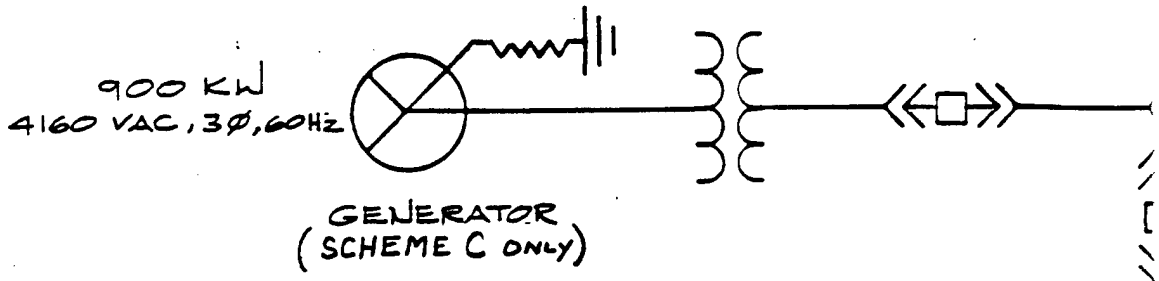 900 KW
4160 VAC, 3Ø, 60Hz
GENERATOR
(SCHEME C ONLY)